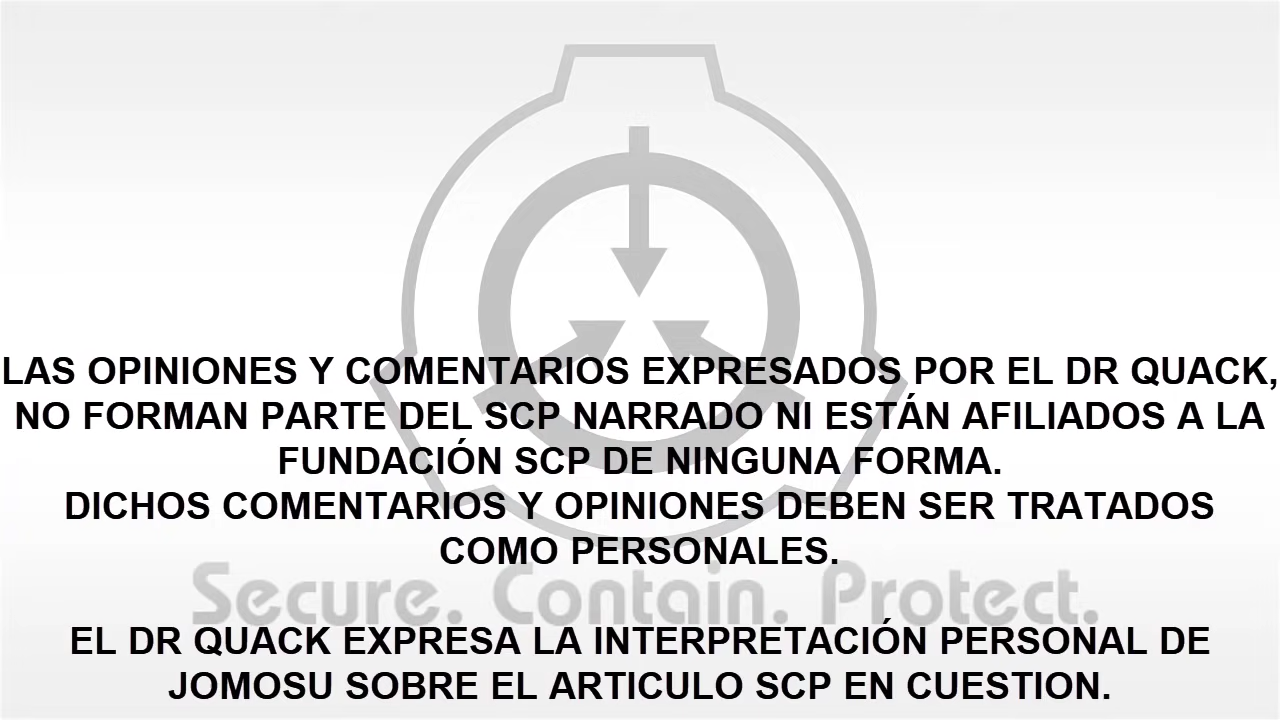 LAS OPINIONES Y COMENTARIOS EXPRESADOS POR EL DR QUACK,
NO FORMAN PARTE DEL SCP NARRADO NI ESTÁN AFILIADOS A LA
FUNDACIÓN SCP DE NINGUNA FORMA.
DICHOS COMENTARIOS Y OPINIONES DEBEN SER TRATADOS
COMO PERSONALES.
Secure. Contain. Protect.
EL DR QUACK EXPRESA LA INTERPRETACIÓN PERSONAL DE
JOMOSU SOBRE EL ARTICULO SCP EN CUESTION.